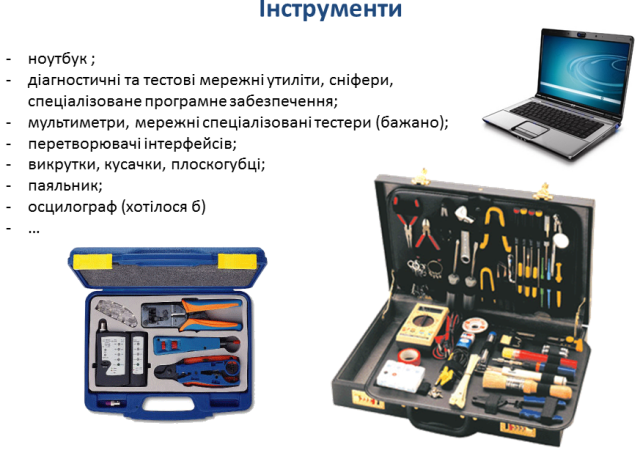 Інструменти
- ноутбук ;
- діагностичні та тестові мережні утиліти, сніфери,
спеціалізоване програмне забезпечення;
- мультиметри, мережні спеціалізовані тестери (бажано);
- перетворювачі інтерфейсів;
- викрутки, кусачки, плоскогубці;
- паяльник;
- осцилограф (хотілося б)
- ...